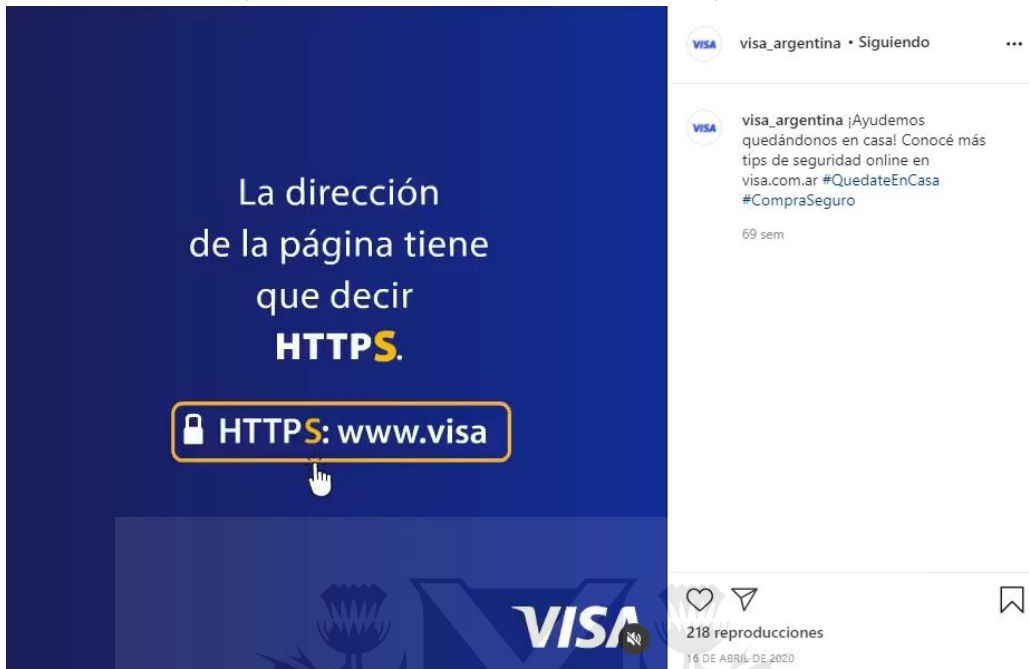 La dirección
de la página tiene
que decir
HTTPS.
HTTPS: www.visa
VISA
VISA visa_argentina • Siguiendo
VISA visa_argentina ¡Ayudemos
quedándonos en casa! Conocé más
tips de seguridad online en
visa.com.ar #QuedateEnCasa
#CompraSeguro
69 sem
218 reproducciones
16 DE ABRIL DE 2020